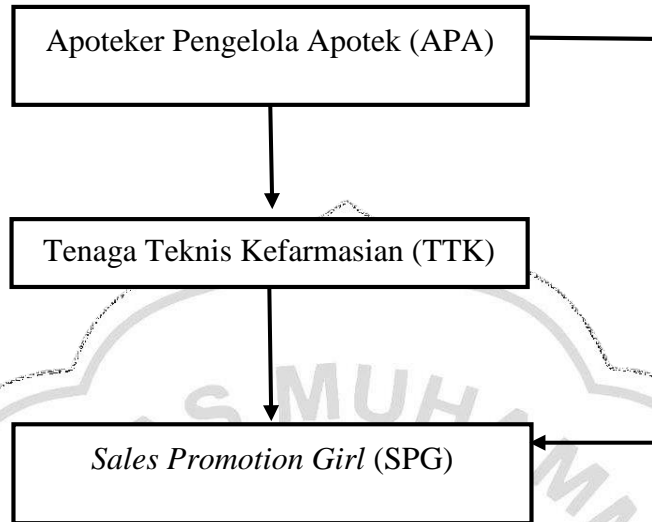 Apoteker Pengelola Apotek (APA)
Tenaga Teknis Kefarmasian (TTK)
Sales Promotion Girl (SPG)